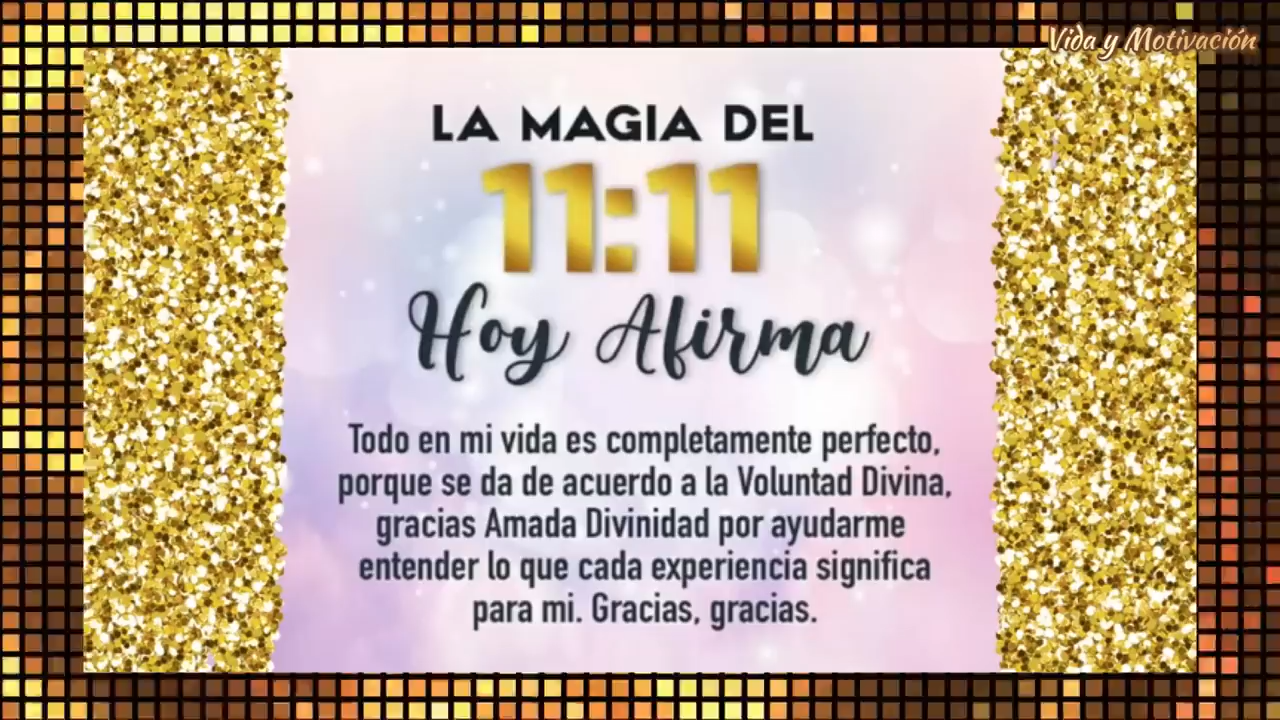 Vida y Motivación
LA MAGIA DEL
11:11
Hoy Afirma
Todo en mi vida es completamente perfecto,
porque se da de acuerdo a la Voluntad Divina,
gracias Amada Divinidad por ayudarme
entender lo que cada experiencia significa
para mi. Gracias, gracias.